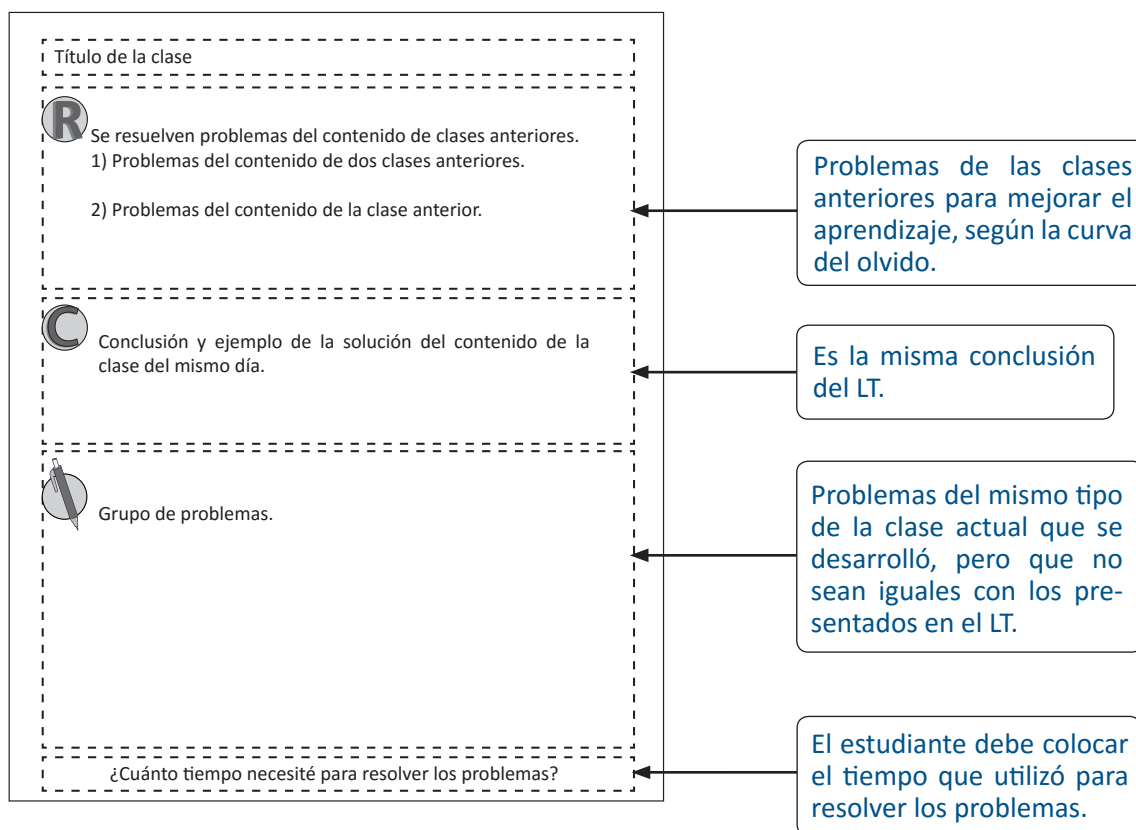 Título de la clase
R
Se resuelven problemas del contenido de clases anteriores.
1) Problemas del contenido de dos clases anteriores.
2) Problemas del contenido de la clase anterior.
Problemas de las clases
anteriores para mejorar el
aprendizaje, según la curva
del olvido.
C
Conclusión y ejemplo de la solución del contenido de la
clase del mismo día.
Es la misma conclusión
del LT.
Grupo de problemas.
Problemas del mismo tipo
de la clase actual que se
desarrolló, pero que no
sean iguales con los pre-
sentados en el LT.
¿Cuánto tiempo necesité para resolver los problemas?
El estudiante debe colocar
el tiempo que utilizó para
resolver los problemas.